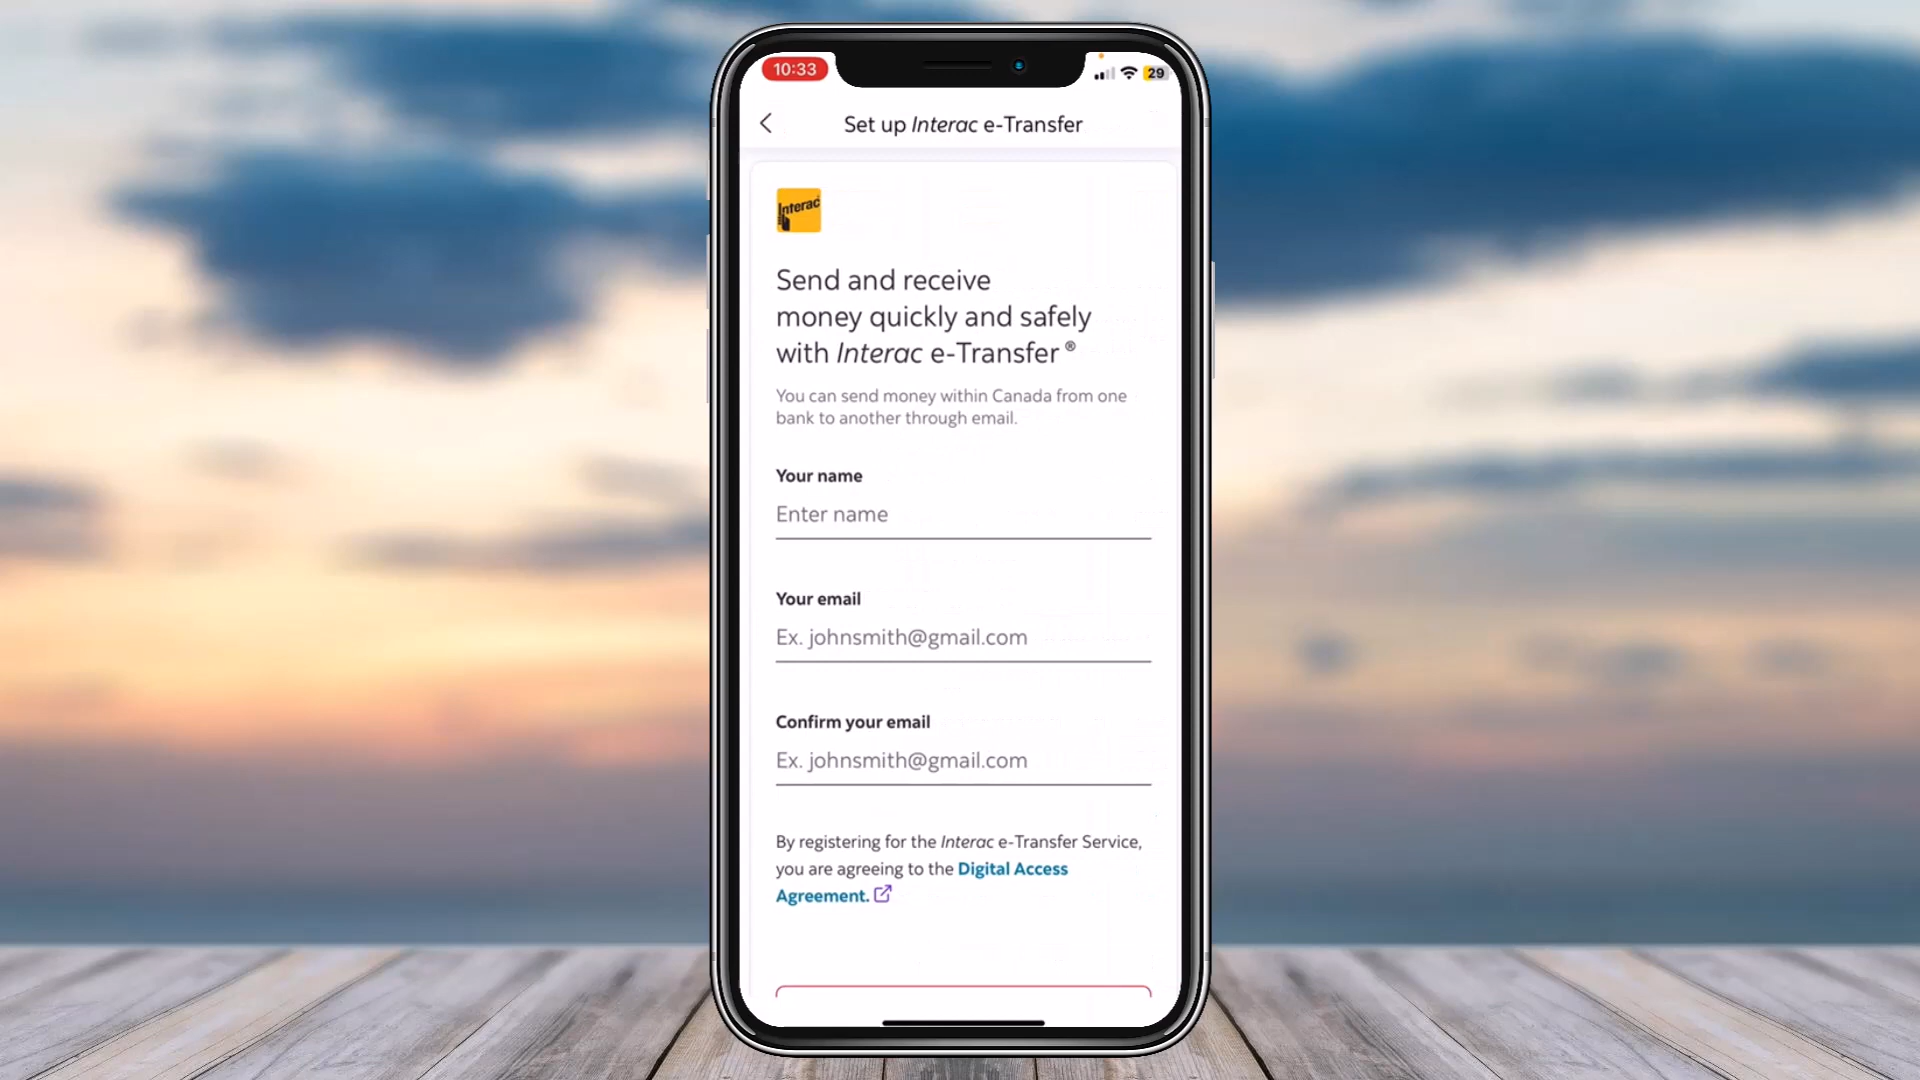 10:33
29
Set up Interac e-Transfer
Interac
Send and receive
money quickly and safely
with Interac e-Transfer ®
You can send money within Canada from one
bank to another through email.
Your name
Enter name
Your email
Ex. johnsmith@gmail.com
Confirm your email
Ex. johnsmith@gmail.com
By registering for the Interac e-Transfer Service,
you are agreeing to the Digital Access
Agreement.